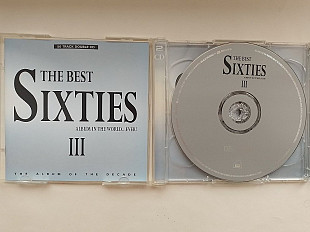 THE BEST
SIXTIES
ALBUM IN THE WORLD...EVER!
III
THE ALBUM OF THE DECADE
THE BEST
SIXTIES
III